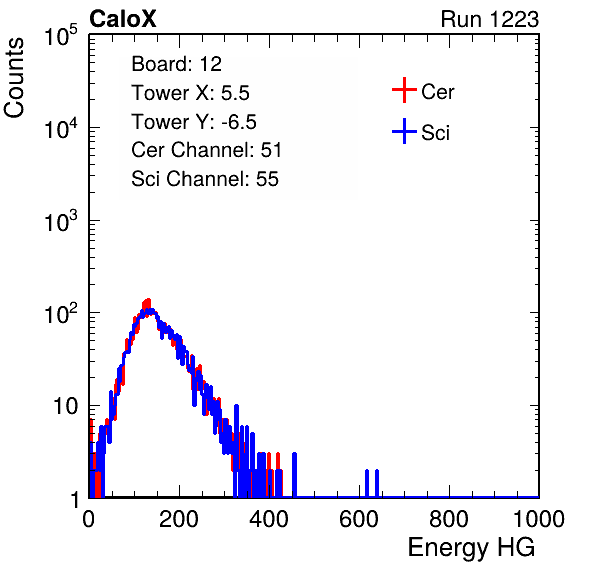 CaloX Run 1223
Counts
10^5
10^4
10^3
10^2
10
1
Board: 12
Tower X: 5.5
Tower Y: -6.5
Cer Channel: 51
Sci Channel: 55
Cer
Sci
0 200 400 600 800 1000
Energy HG